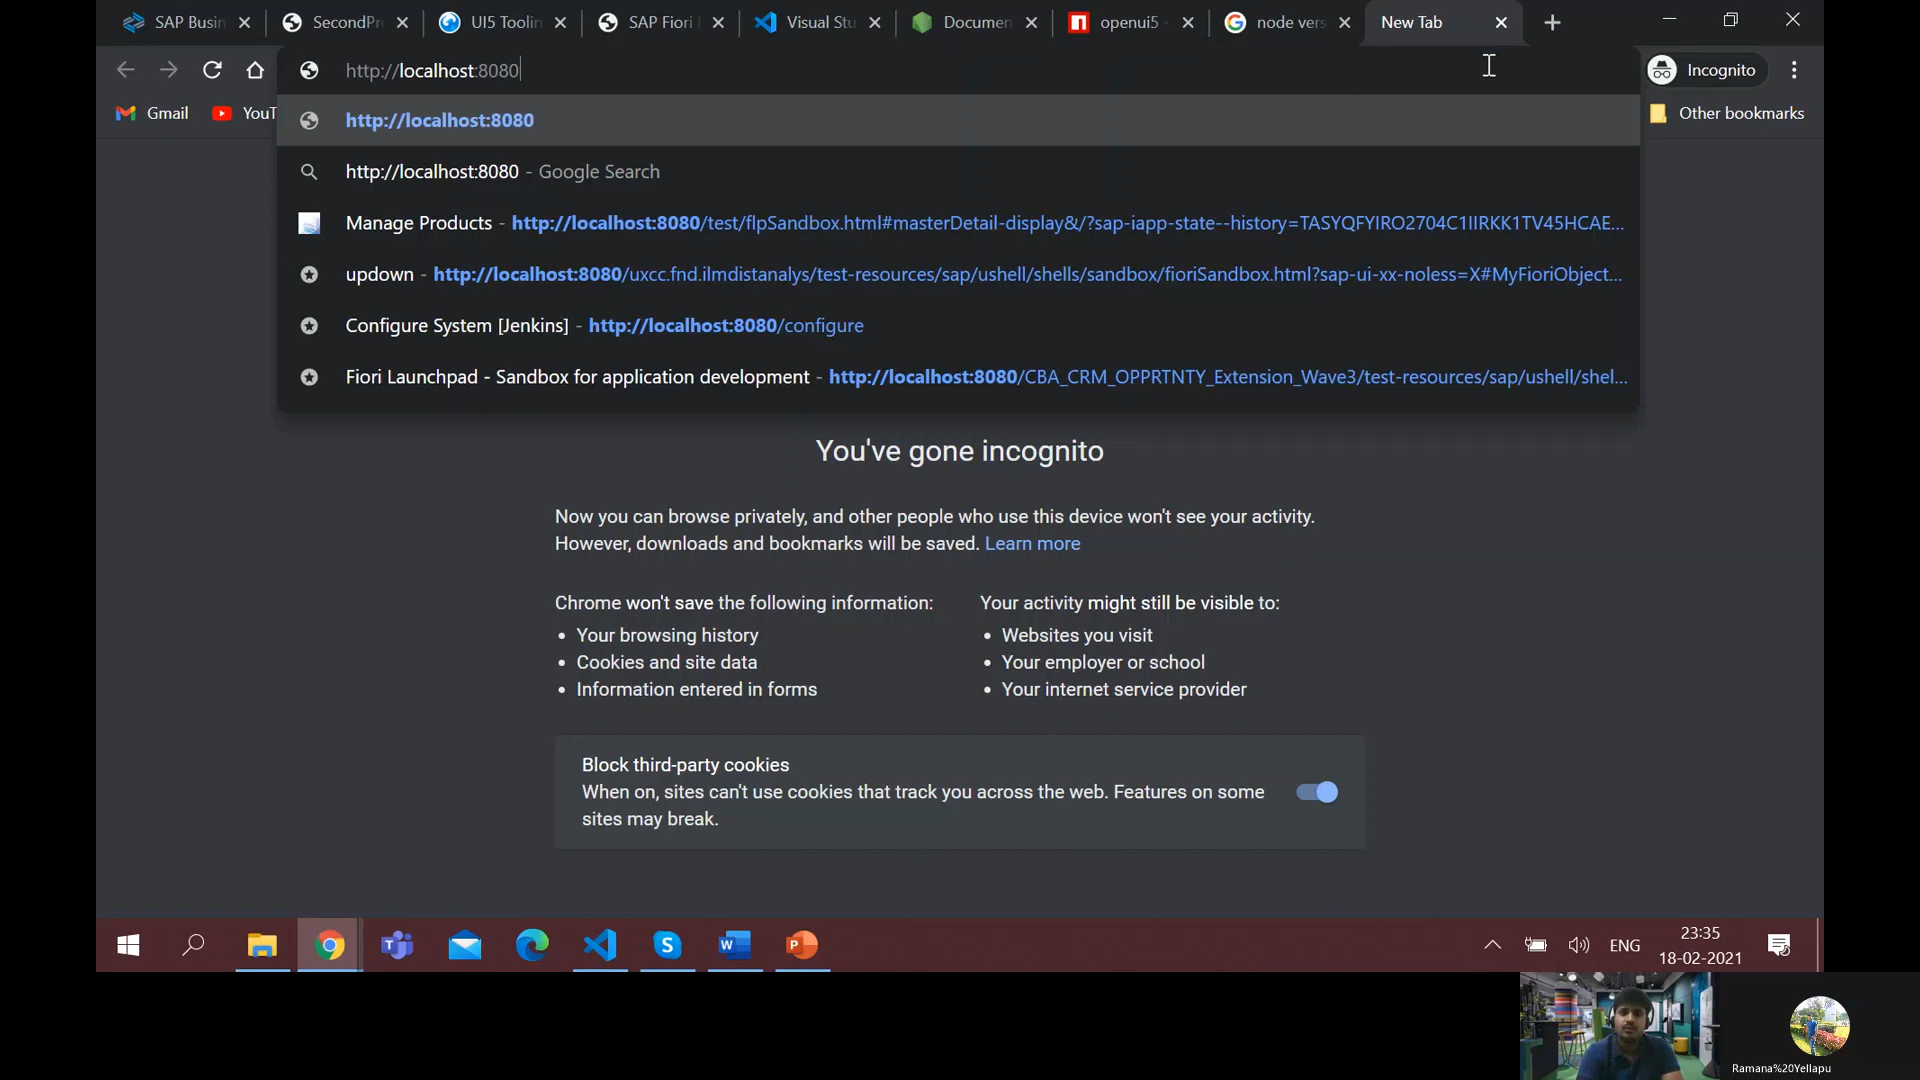 SAP Busin
SecondPr
UI5 Toolin
SAP Fiori
Visual Stu
Documen
openui5 -
node vers
New Tab
http://localhost:8080
Incognito
Gmail
YouT
Other bookmarks
http://localhost:8080
http://localhost:8080 - Google Search
Manage Products - http://localhost:8080/test/flpSandbox.html#masterDetail-display&/?sap-iapp-state--history=TASYQFYIRO2704C1IIRKK1TV45HCAE...
updown - http://localhost:8080/uxcc.fnd.ilmdistanalys/test-resources/sap/ushell/shells/sandbox/fioriSandbox.html?sap-ui-xx-noless=X#MyFioriObject...
Configure System [Jenkins] - http://localhost:8080/configure
Fiori Launchpad - Sandbox for application development - http://localhost:8080/CBA_CRM_OPPRTNTY_Extension_Wave3/test-resources/sap/ushell/shel...
You've gone incognito
Now you can browse privately, and other people who use this device won't see your activity.
However, downloads and bookmarks will be saved. Learn more
Chrome won't save the following information:
• Your browsing history
• Cookies and site data
• Information entered in forms
Your activity might still be visible to:
• Websites you visit
• Your employer or school
• Your internet service provider
Block third-party cookies
When on, sites can't use cookies that track you across the web. Features on some
sites may break.
ENG
23:35
18-02-2021
Ramana%20Yellapu